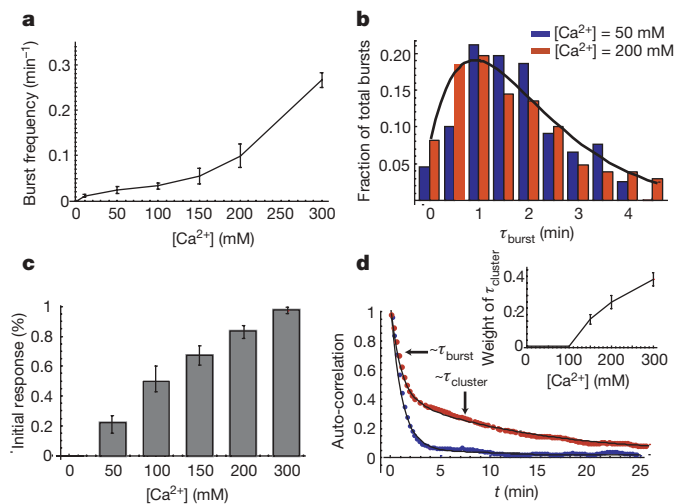 a
Burst frequency (min⁻¹)
0.3
0.2
0.1
0
0 50 100 150 200 300
[Ca²⁺] (mM)
b
[Ca²⁺] = 50 mM
[Ca²⁺] = 200 mM
Fraction of total bursts
0.20
0.15
0.10
0.05
0 1 2 3 4
τburst (min)
c
Initial response (%)
1.0
0.8
0.6
0.4
0.2
0
0 50 100 150 200 300
[Ca²⁺] (mM)
d
Weight of τcluster
0.4
0.2
0
0 100 200 300
[Ca²⁺] (mM)
Auto-correlation
1
0.8
0.6
0.4
0.2
0
~τburst
~τcluster
0 5 10 15 20 25
t (min)